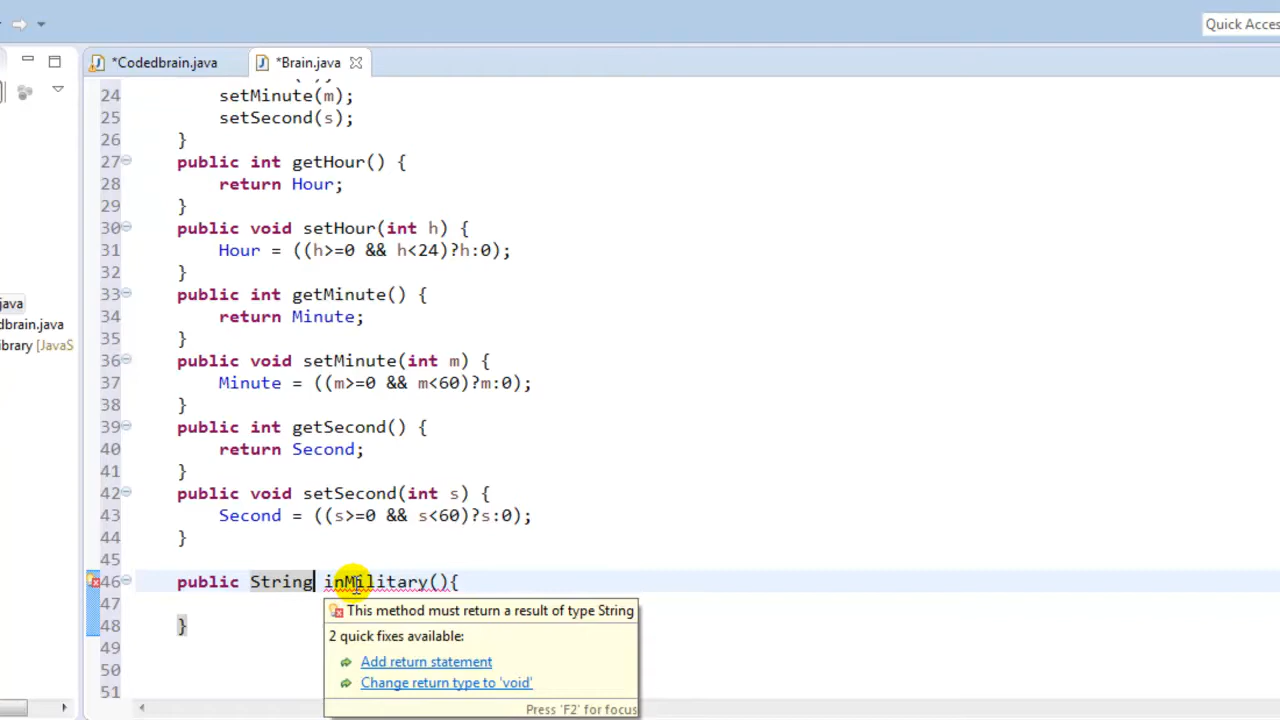 Quick Acces
*Codedbrain.java
*Brain.java
24 setMinute(m);
25 setSecond(s);
26 }
27 public int getHour() {
28 return Hour;
29 }
30 public void setHour(int h) {
31 Hour = ((h>=0 && h<24)?h:0);
32 }
33 public int getMinute() {
java
34 return Minute;
dbrain.java
35 }
ibrary [JavaS
36 public void setMinute(int m) {
37 Minute = ((m>=0 && m<60)?m:0);
38 }
39 public int getSecond() {
40 return Second;
41 }
42 public void setSecond(int s) {
43 Second = ((s>=0 && s<60)?s:0);
44 }
45
46 public String inMilitary(){
47
This method must return a result of type String
48 }
2 quick fixes available:
49
Add return statement
50
Change return type to 'void'
51
Press 'F2' for focus